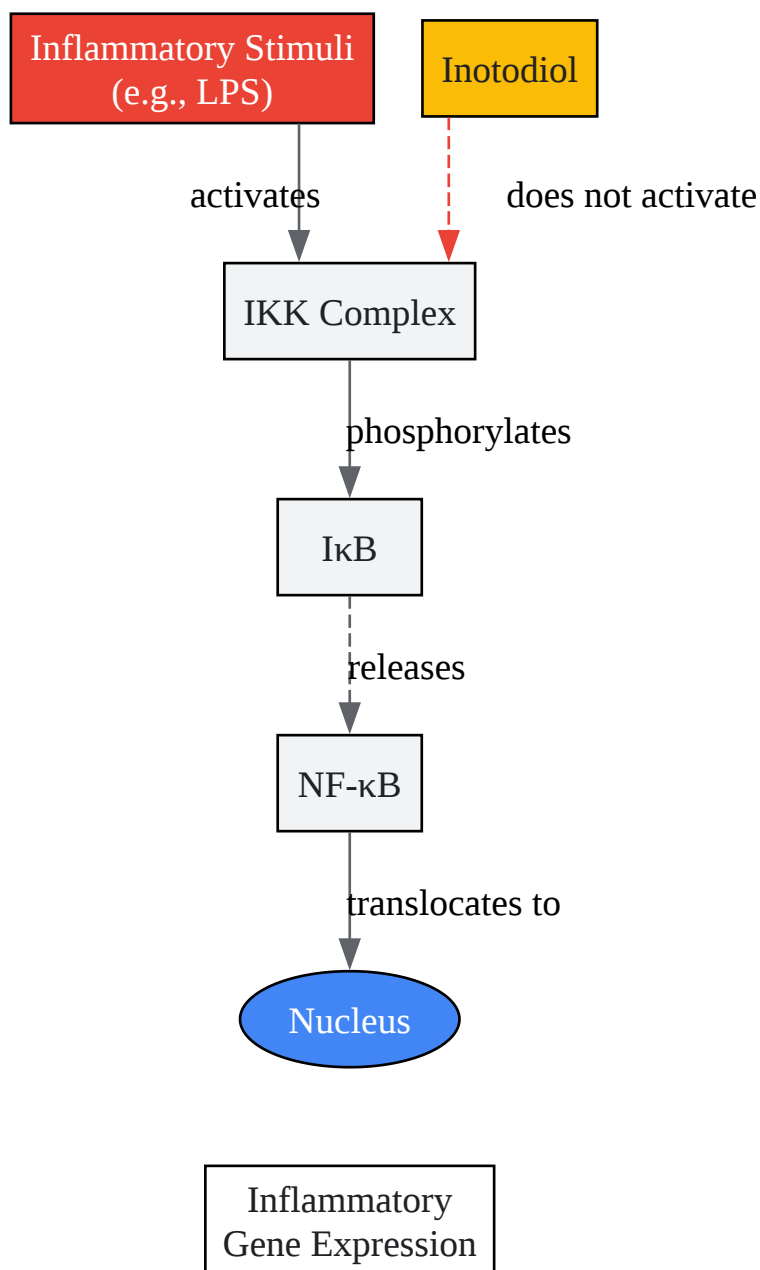 Inflammatory Stimuli
(e.g., LPS)
Inotodiol
activates
does not activate
IKK Complex
phosphorylates
IκB
releases
NF-κB
translocates to
Nucleus
Inflammatory
Gene Expression